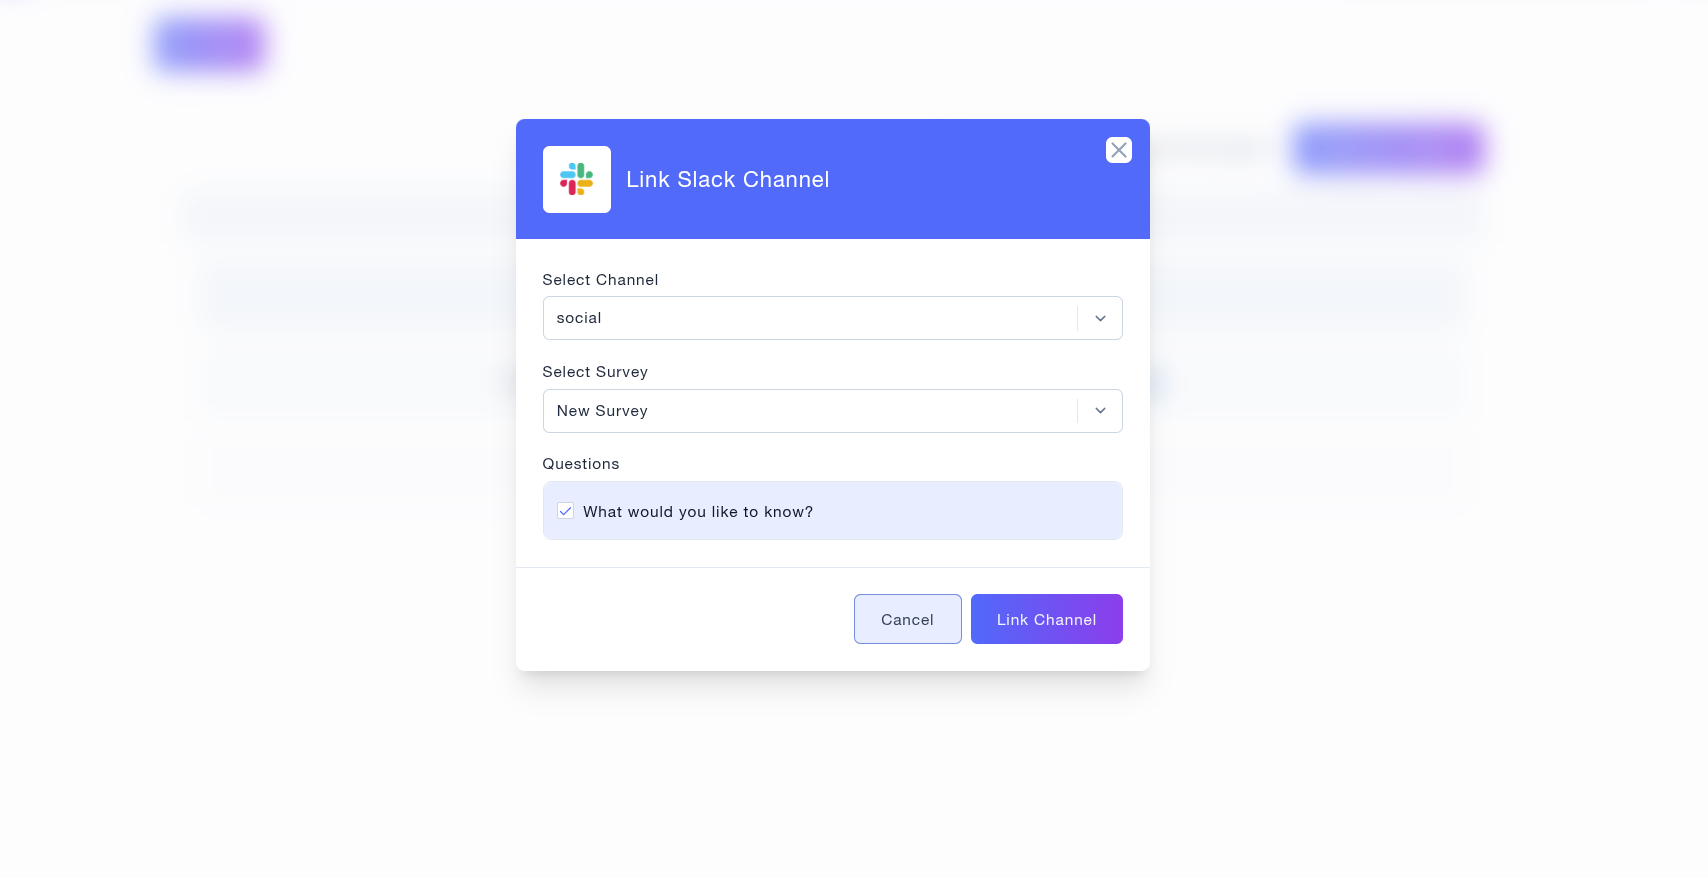 Link Slack Channel
Select Channel
social
Select Survey
New Survey
Questions
What would you like to know?
Cancel
Link Channel